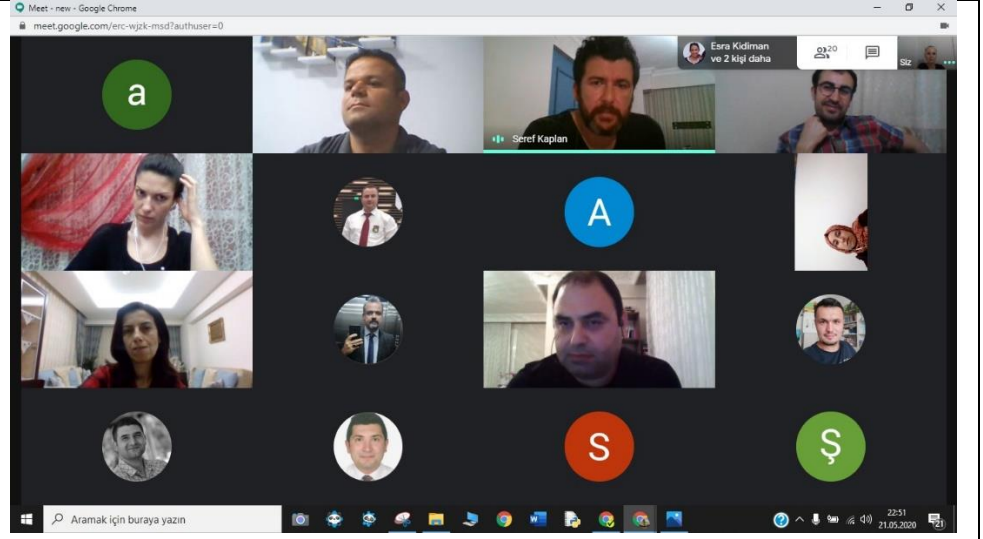 Meet - new - Google Chrome
meet.google.com/erc-wjzk-msd?authuser=0
Esra Kidiman
ve 2 kişi daha
20
Siz
a
Seref Kaplan
A
S
Ş
Aramak için buraya yazın
22:51
21.05.2020
21